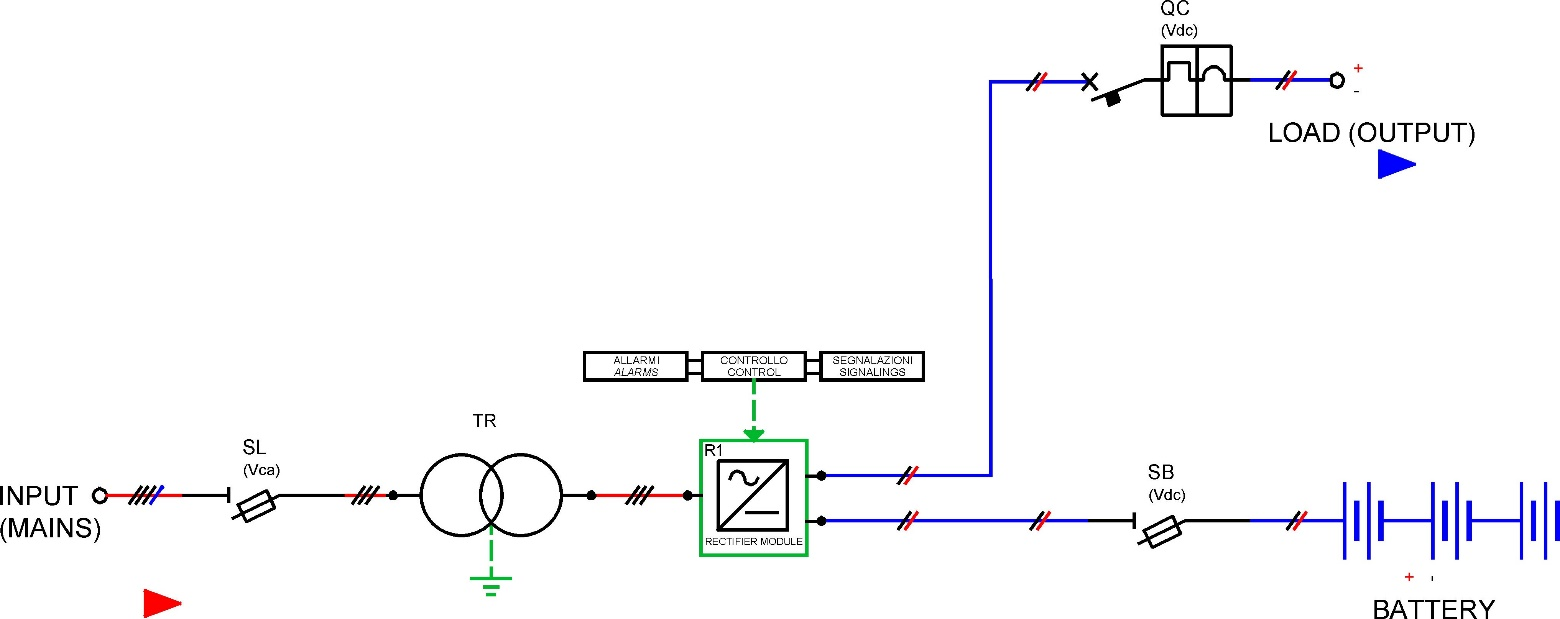 QC
(Vdc)
+
-
LOAD (OUTPUT)
ALLARMI
ALARMS
CONTROLLO
CONTROL
SEGNALAZIONI
SIGNALINGS
TR
R1
RECTIFIER MODULE
SL
(Vca)
INPUT
(MAINS)
SB
(Vdc)
+ -
BATTERY